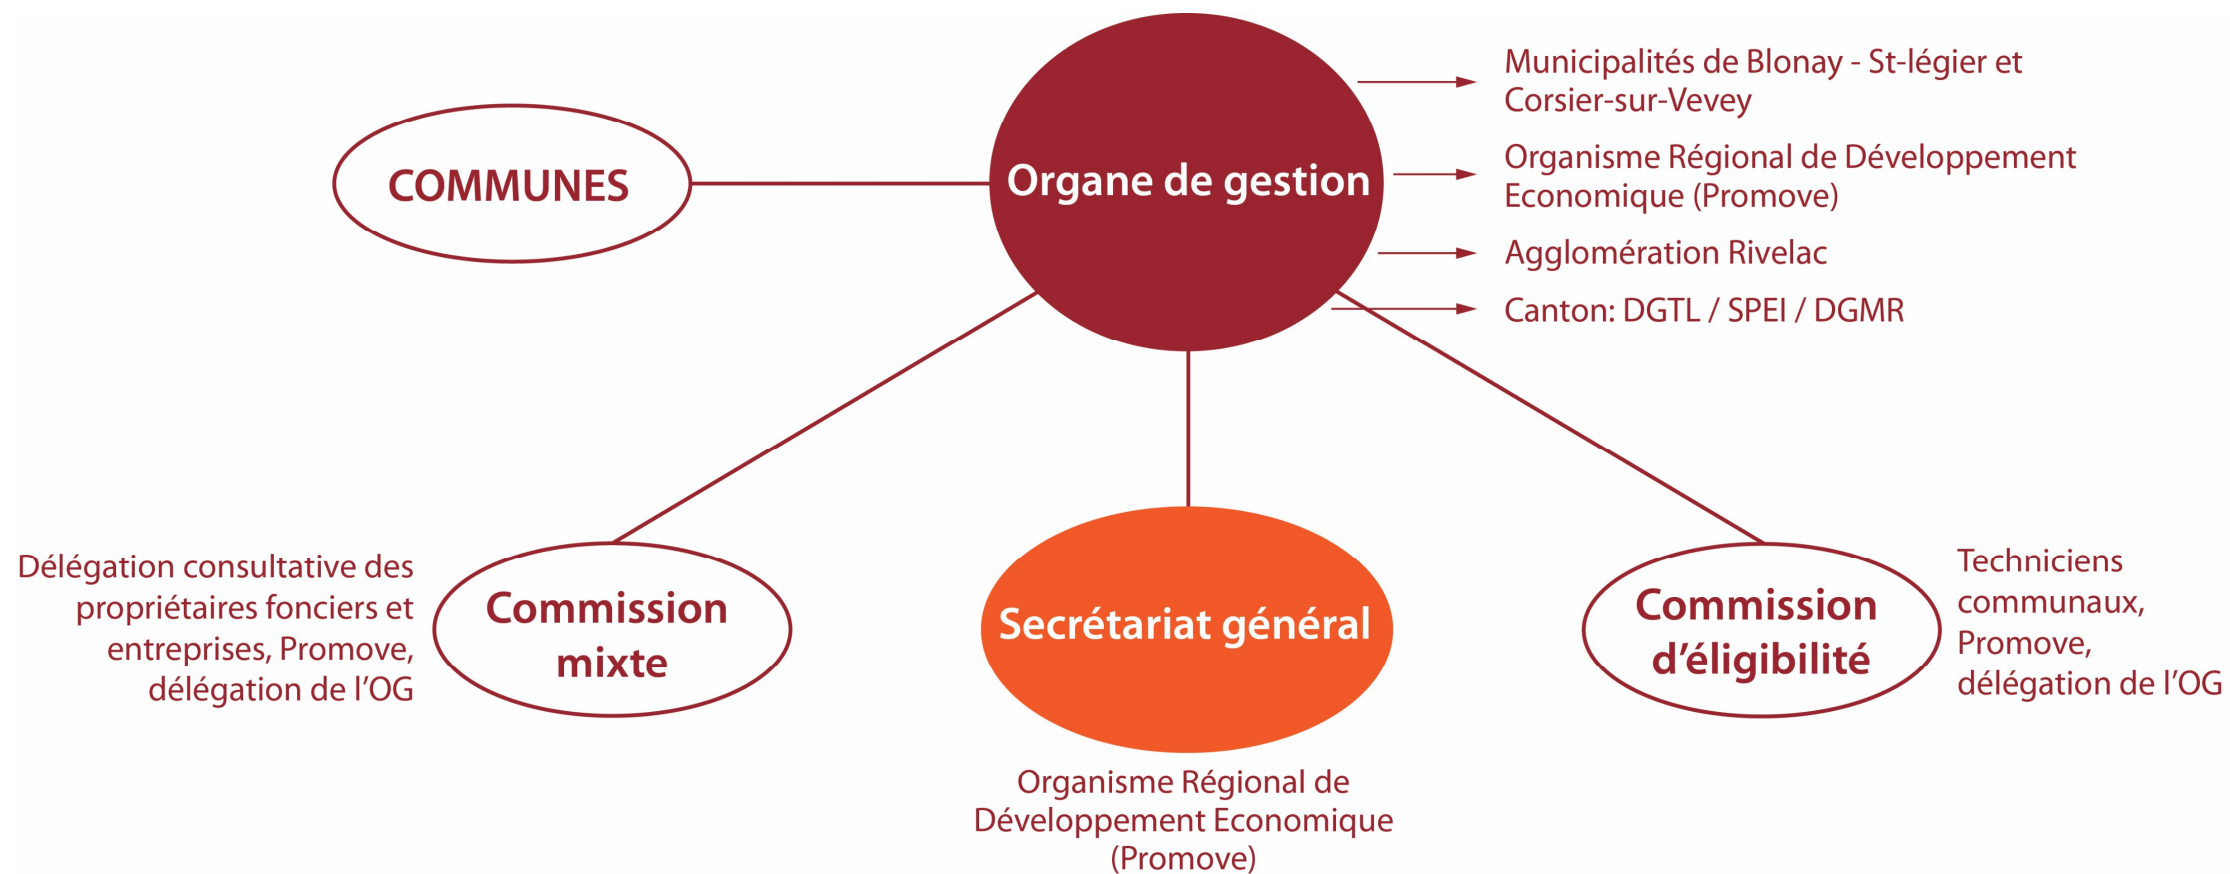 COMMUNES
Organe de gestion
Municipalités de Blonay - St-légier et
Corsier-sur-Vevey
Organisme Régional de Développement
Economique (Promove)
Agglomération Rivelac
Canton: DGTL / SPEI / DGMR
Délégation consultative des
propriétaires fonciers et
entreprises, Promove,
délégation de l’OG
Commission
mixte
Secrétariat général
Organisme Régional de
Développement Economique
(Promove)
Commission
d’éligibilité
Techniciens
communaux,
Promove,
délégation de l’OG